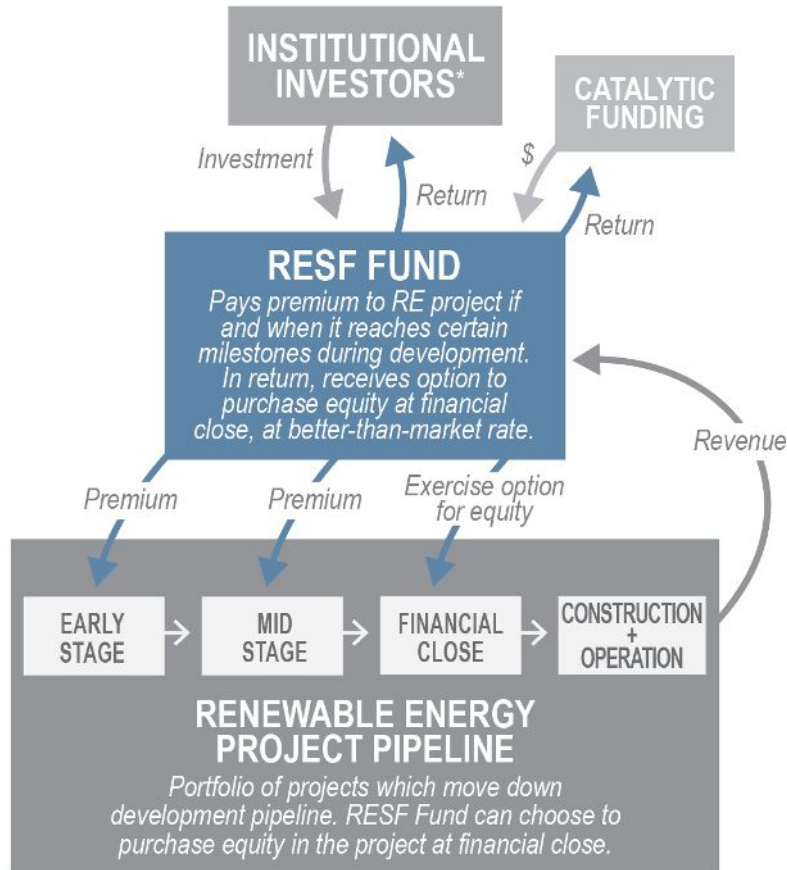 INSTITUTIONAL
INVESTORS*
CATALYTIC
FUNDING
Investment
Return
$
Return
RESF FUND
Pays premium to RE project if
and when it reaches certain
milestones during development.
In return, receives option to
purchase equity at financial
close, at better-than-market rate.
Revenue
Premium
Premium
Exercise option
for equity
EARLY
STAGE
MID
STAGE
FINANCIAL
CLOSE
CONSTRUCTION
+
OPERATION
RENEWABLE ENERGY
PROJECT PIPELINE
Portfolio of projects which move down
development pipeline. RESF Fund can choose to
purchase equity in the project at financial close.